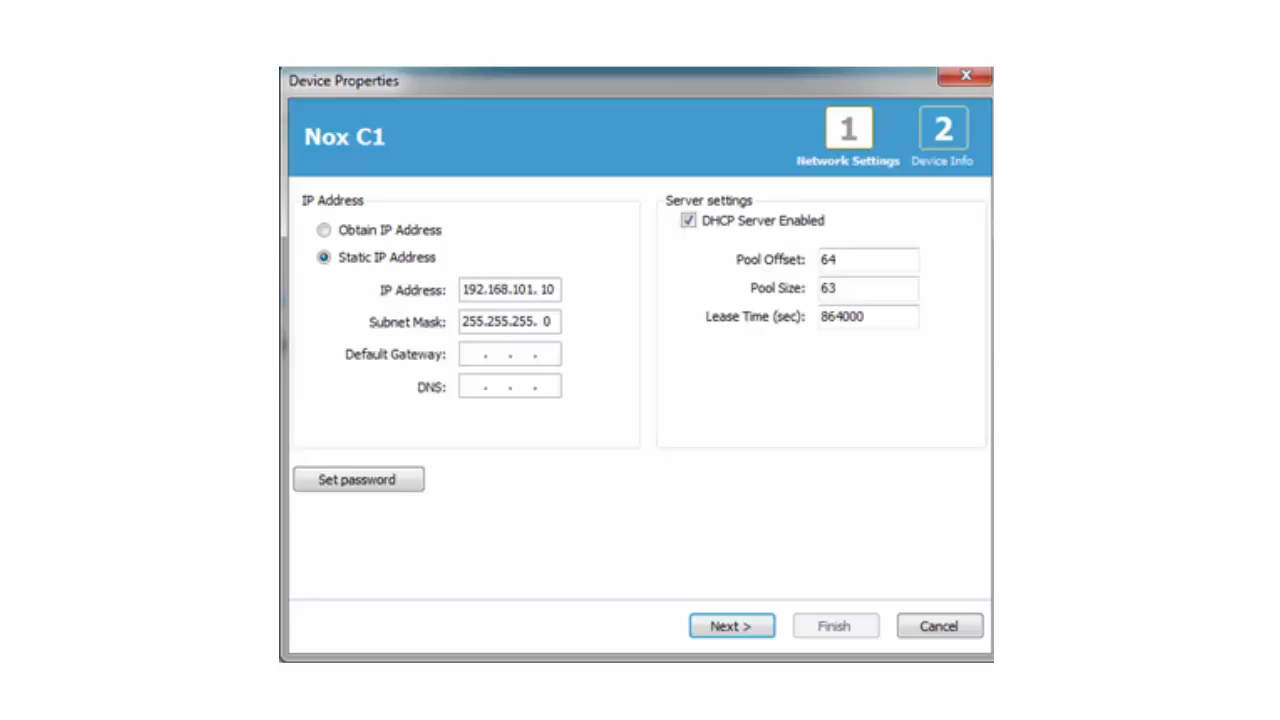 Device Properties
X
Nox C1
1
Network Settings
2
Device Info
IP Address
Obtain IP Address
Static IP Address
IP Address: 192.168.101. 10
Subnet Mask: 255.255.255. 0
Default Gateway: . . .
DNS: . . .
Server settings
DHCP Server Enabled
Pool Offset: 64
Pool Size: 63
Lease Time (sec): 864000
Set password
Next >
Finish
Cancel